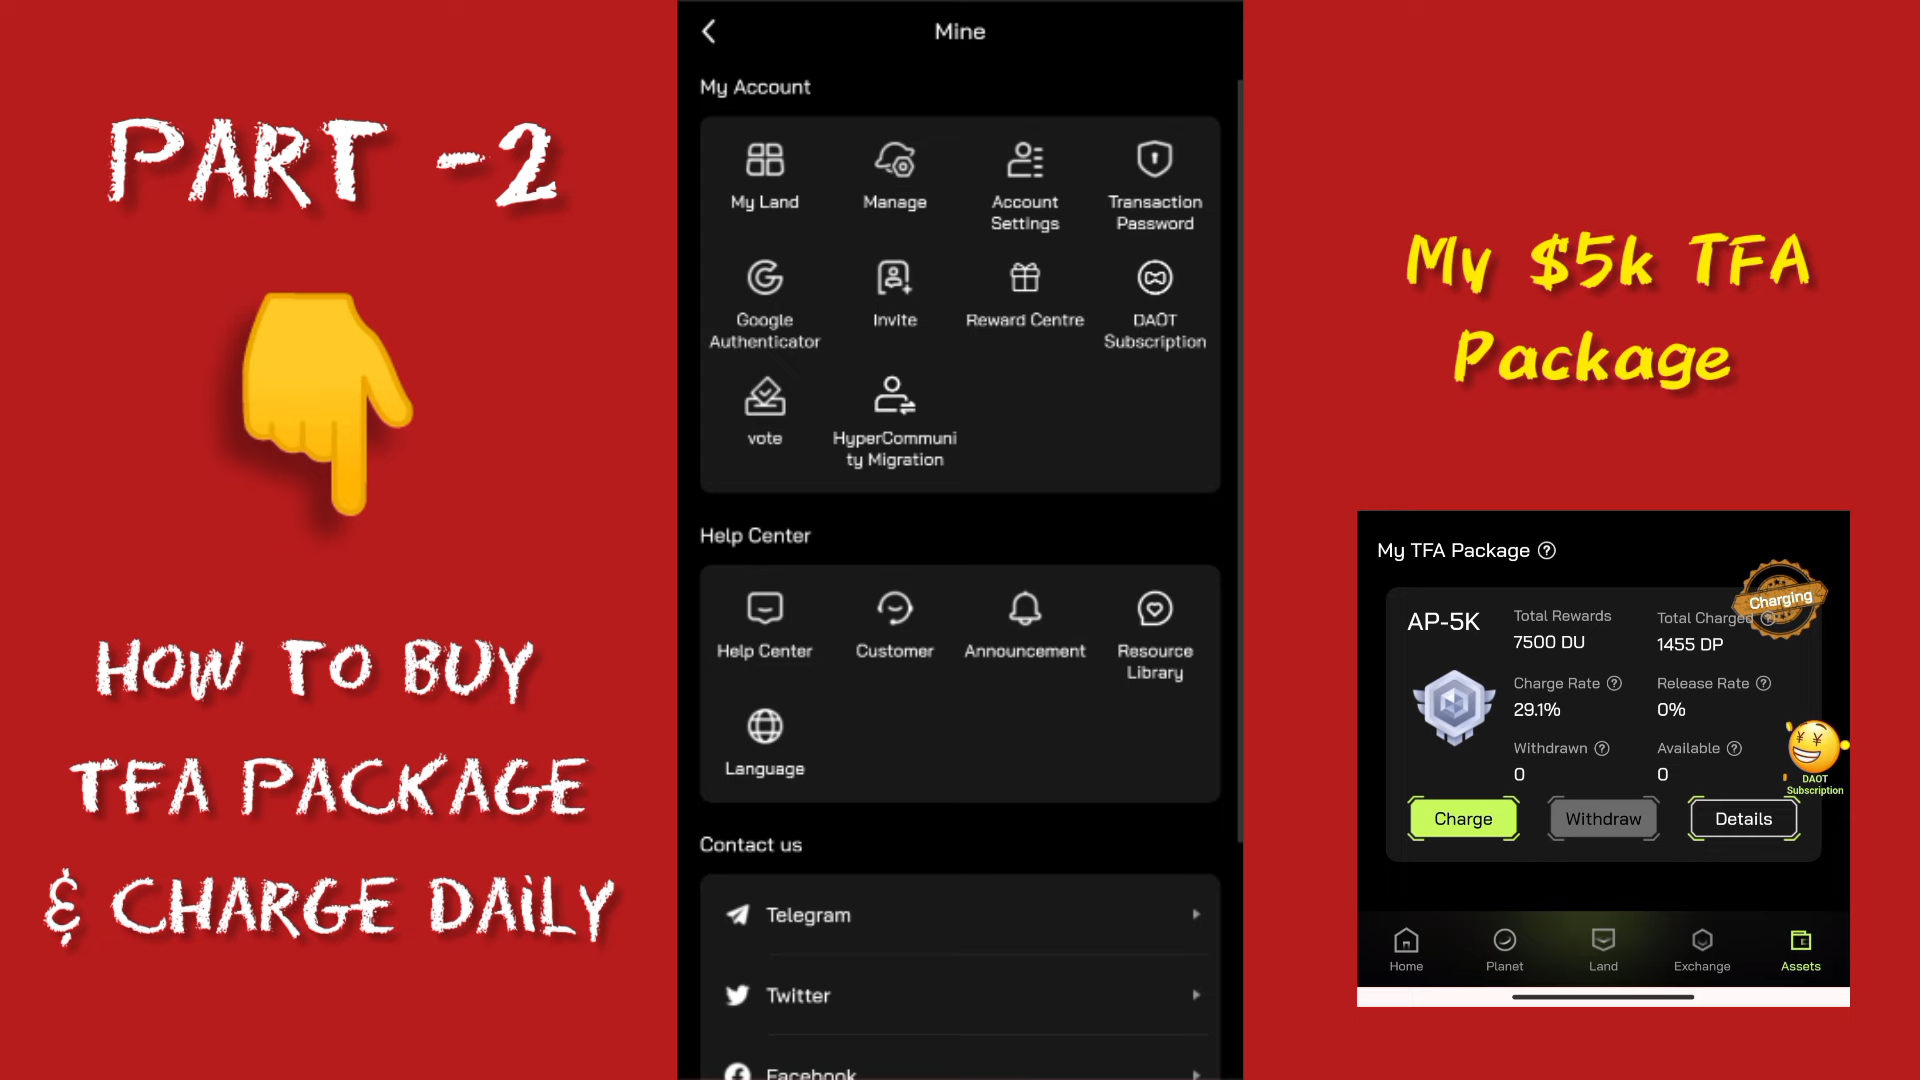 PART -2
HOW TO BUY
TFA PACKAGE
& CHARGE DAILY
Mine
My Account
My Land
Manage
Account
Settings
Transaction
Password
Google
Authenticator
Invite
Reward Centre
DAOT
Subscription
vote
HyperCommuni
ty Migration
Help Center
Help Center
Customer
Announcement
Resource
Library
Language
Contact us
Telegram
Twitter
Facebook
My $5k TFA
Package
My TFA Package
Charging
AP-5K
Total Rewards
7500 DU
Total Charged
1455 DP
Charge Rate
29.1%
Release Rate
0%
Withdrawn
0
Available
0
DAOT
Subscription
Charge
Withdraw
Details
Home
Planet
Land
Exchange
Assets